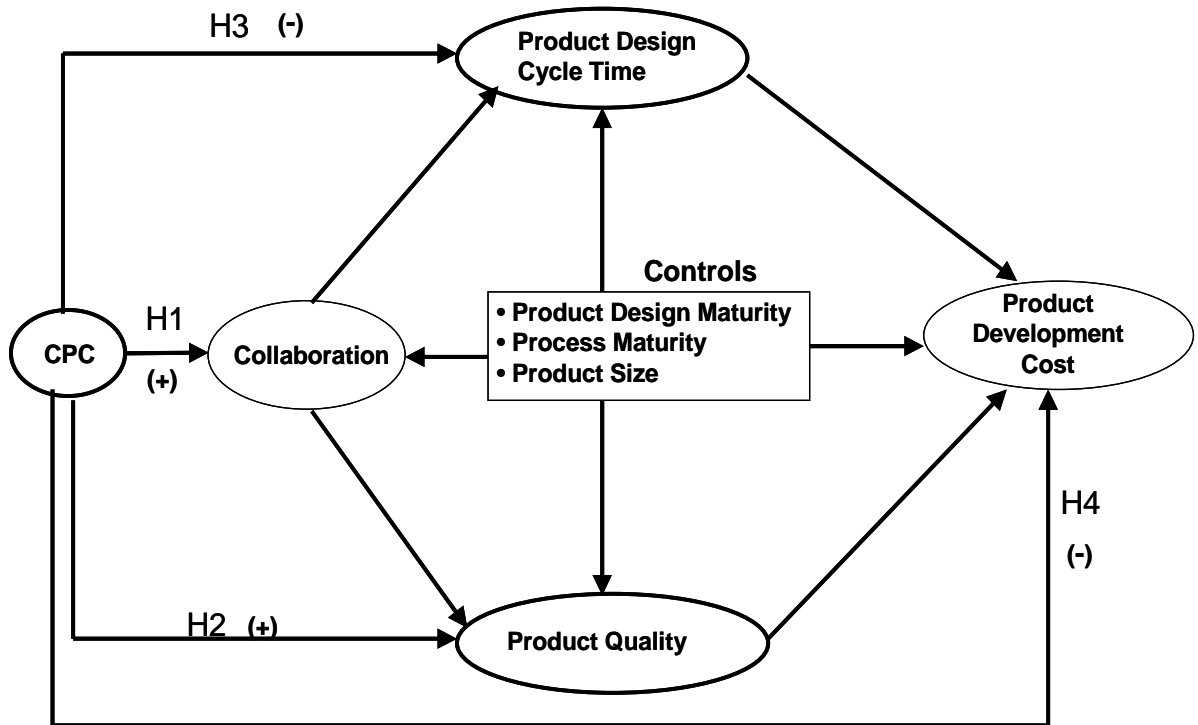 H3 (-)
Product Design
Cycle Time
Controls
• Product Design Maturity
• Process Maturity
• Product Size
H1
(+)
CPC
Collaboration
Product
Development
Cost
H4
(-)
H2 (+)
Product Quality